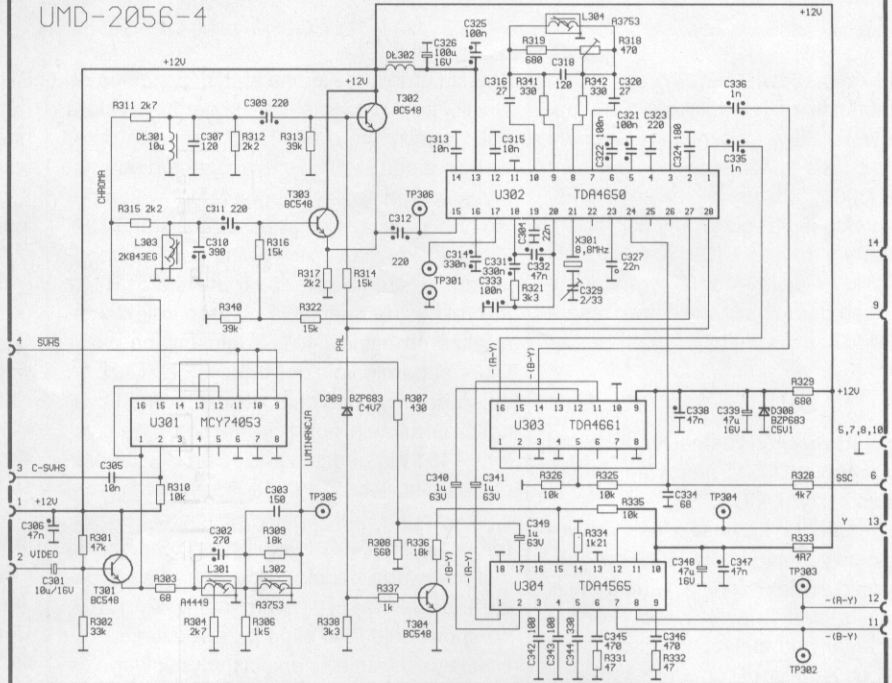 UMD-2056-4
+12V
C325
100n
C326
100u
16V
DŁ302
+12V
L304
R3753
R319
680
R318
470
C318
120
C316
27
R341
330
R342
330
C320
27
+12V
T302
BC548
R311 2k7
C309 220
DŁ301
10u
C307
120
R312
2k2
R313
39k
C313
10n
C315
10n
C322 100n
C321
100n
C323
220
C324 180
C336
1n
C335
1n
CHROMA
14 13 12 11 10 9 8 7 6 5 4 3 2 1
U302 TDA4650
15 16 17 18 19 20 21 22 23 24 25 26 27 28
T303
BC548
TP306
R315 2k2
C311 220
L303
2KB43EG
C310
390
R316
15k
C312
220
R317
2k2
R314
15k
TP301
C314
330n
C331
330n
C304
22n
C332
47n
C333
100n
R321
3k3
X301
8,8MHz
C329
2/33
C327
22n
14
9
R340
39k
R322
15k
4 SVHS
PAL
-(R-Y)
-(B-Y)
16 15 14 13 12 11 10 9
U301 MCY74053
1 2 3 4 5 6 7 8
LUMINANCJA
D309 BZP683
C4V7
R307
430
16 15 14 13 12 11 10 9
U303 TDA4661
1 2 3 4 5 6 7 8
C338
47n
C339
47u
16V
D308
BZP683
C5V1
R329
680
+12V
5,7,8,10
3 C-SVHS
C305
10n
R310
10k
C340
1u
63V
C341
1u
63V
R326
10k
R325
10k
R335
10k
C334
68
TP304
R328
4k7
SSC 6
1 +12V
C306
47n
R301
47k
C303
150
TP305
C302
270
R309
18k
C349
1u
63V
R334
1k21
Y 13
R333
4R7
2 VIDEO
C301
10u/16V
T301
BC548
R303
68
L301
A4449
L302
R3753
R308
560
R336
18k
-(B-Y)
-(R-Y)
18 17 16 15 14 13 12 11 10
U304 TDA4565
1 2 3 4 5 6 7 8 9
C348
47u
16V
C347
47n
TP303
-(R-Y) 12
R302
33k
R304
2k7
R306
1k5
R338
3k3
R337
1k
T304
BC548
C342 100
C343 100
C344 330
C345
470
R331
47
C346
470
R332
47
11
-(B-Y)
TP302